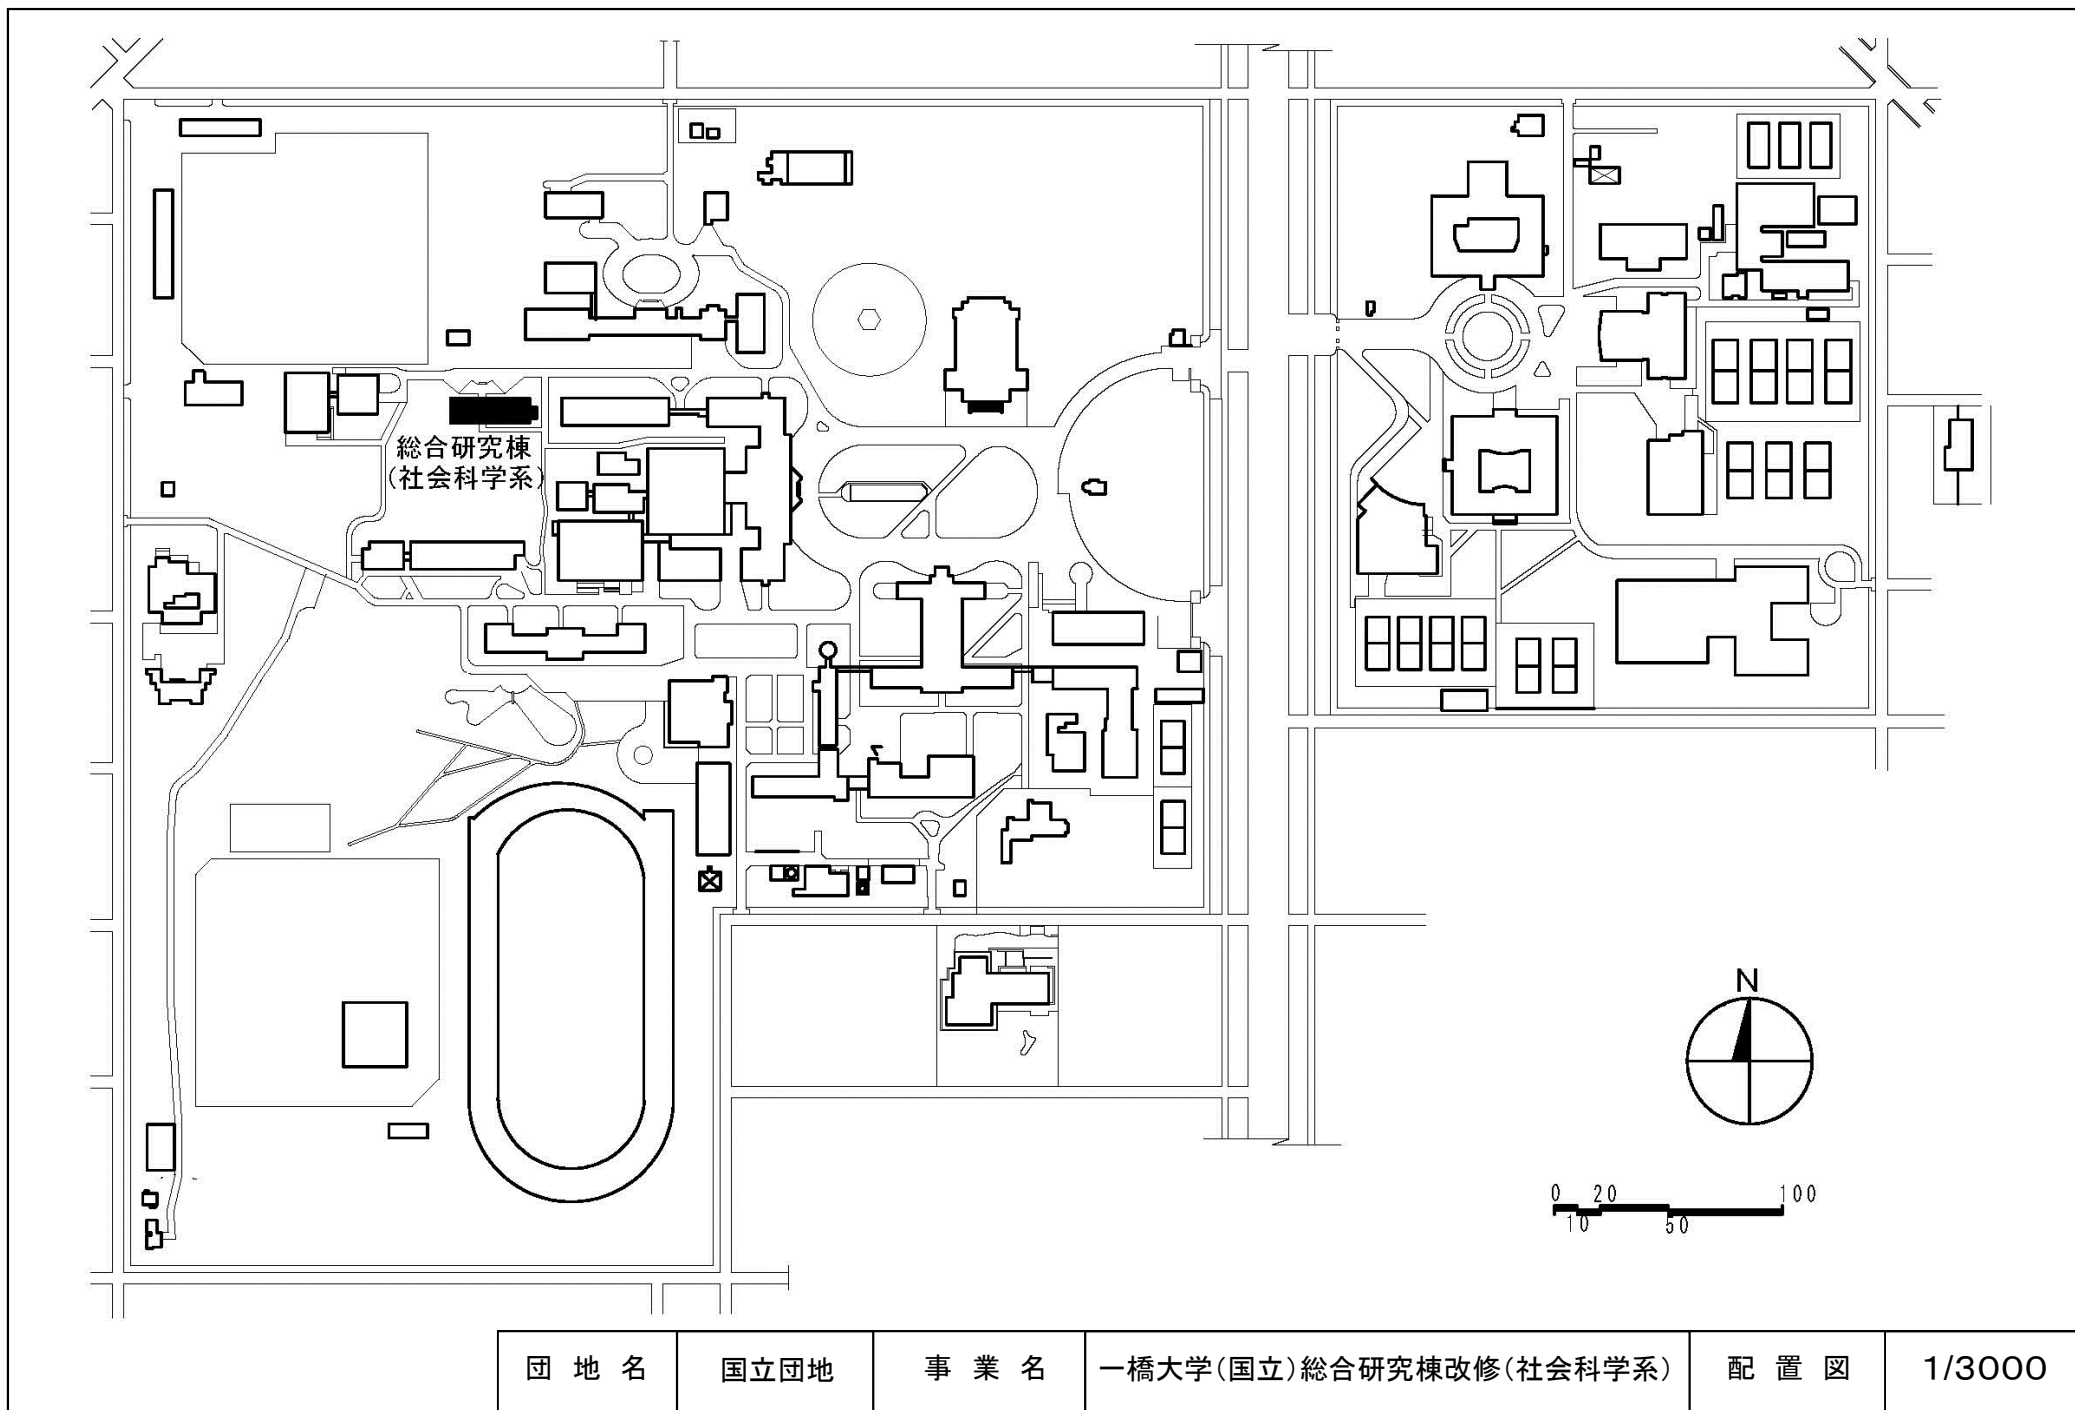 総合研究棟
(社会科学系)
N
0 20 100
10 50
団地名 国立団地 事業名 一橋大学(国立)総合研究棟改修(社会科学系) 配置図 1/3000